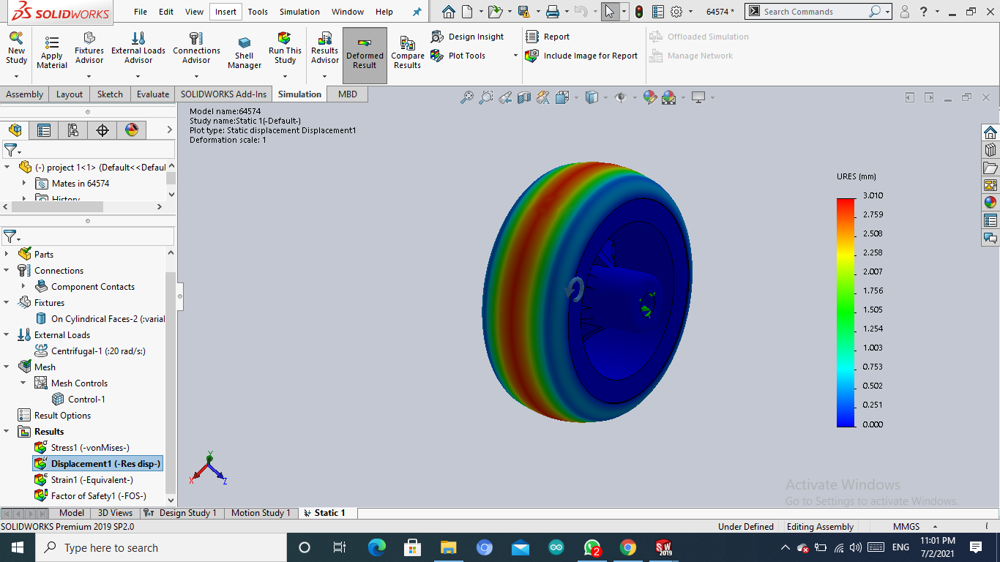 SOLIDWORKS
File Edit View Insert Tools Simulation Window Help
64574 *
Search Commands
New Study
Apply Material
Fixtures Advisor
External Loads Advisor
Connections Advisor
Shell Manager
Run This Study
Results Advisor
Deformed Result
Compare Results
Design Insight
Plot Tools
Report
Include Image for Report
Offloaded Simulation
Manage Network
Assembly Layout Sketch Evaluate SOLIDWORKS Add-Ins Simulation MBD
Model name:64574
Study name:Static 1(-Default-)
Plot type: Static displacement Displacement1
Deformation scale: 1
(-) project 1<1> (Default<<Defaul
Mates in 64574
History
Parts
Connections
Component Contacts
Fixtures
On Cylindrical Faces-2 (:varial
External Loads
Centrifugal-1 (:20 rad/s:)
Mesh
Mesh Controls
Control-1
Result Options
Results
Stress1 (-vonMises-)
Displacement1 (-Res disp-)
Strain1 (-Equivalent-)
Factor of Safety1 (-FOS-)
URES (mm)
3.010
2.759
2.508
2.258
2.007
1.756
1.505
1.254
1.003
0.753
0.502
0.251
0.000
Y
X
Z
Activate Windows
Go to Settings to activate Windows.
Model 3D Views Design Study 1 Motion Study 1 Static 1
SOLIDWORKS Premium 2019 SP2.0
Under Defined Editing Assembly MMGS
Type here to search
2
SW
2019
ENG
11:01 PM
7/2/2021